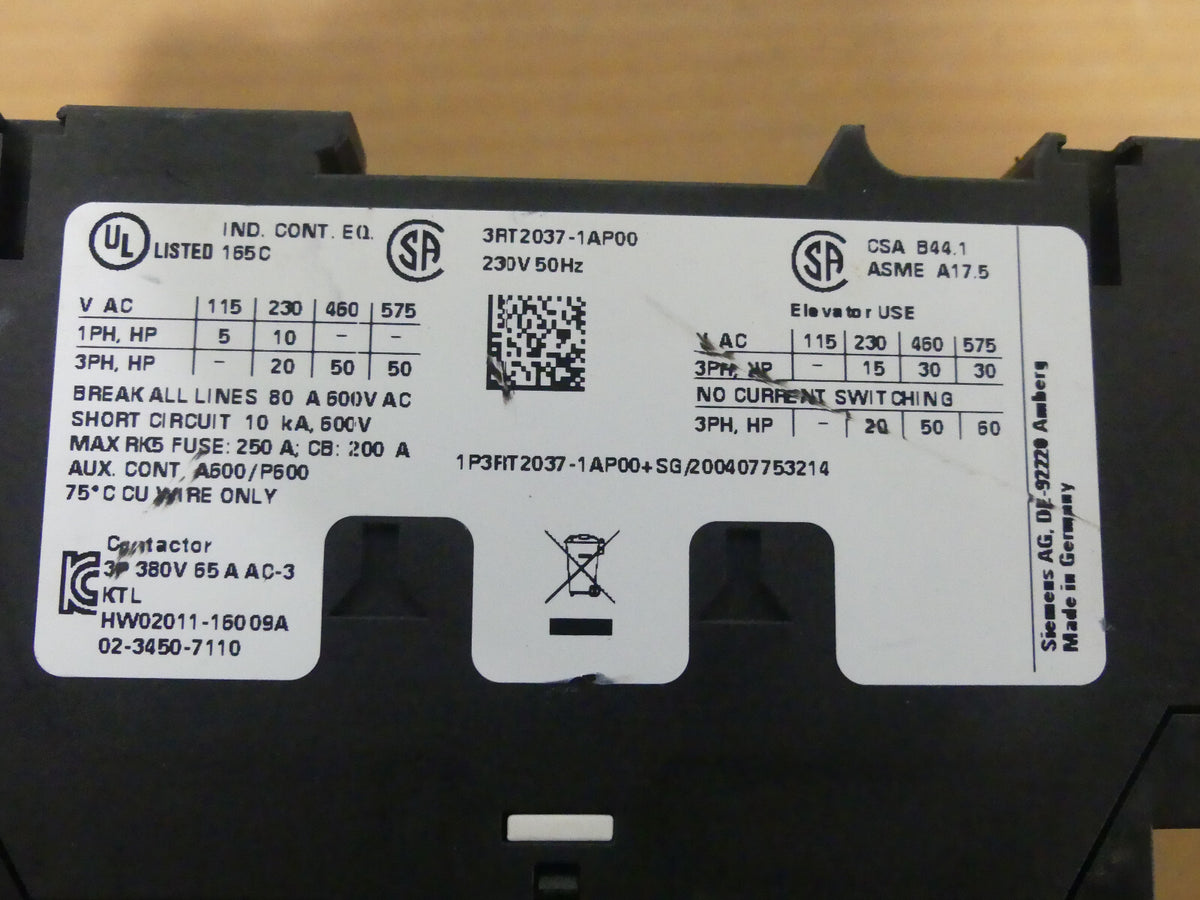 UL LISTED IND. CONT. EQ. 165C
SA
3RT2037-1AP00
230V 50Hz
V AC 115 230 460 575
1PH, HP 5 10 - -
3PH, HP - 20 50 50
BREAK ALL LINES 80 A 600V AC
SHORT CIRCUIT 10 kA, 600V
MAX RK5 FUSE: 250 A; CB: 200 A
AUX. CONT. A600/P600
75°C CU WIRE ONLY
SA CSA B44.1
ASME A17.5
Elevator USE
V AC 115 230 460 575
3PH, HP - 15 30 30
NO CURRENT SWITCHING
3PH, HP - 20 50 60
1P3RT2037-1AP00+SG/200407753214
Contactor
3P 380V 65 A AC-3
KTL
HW02011-16009A
02-3450-7110
Siemens AG, DE-92220 Amberg
Made in Germany